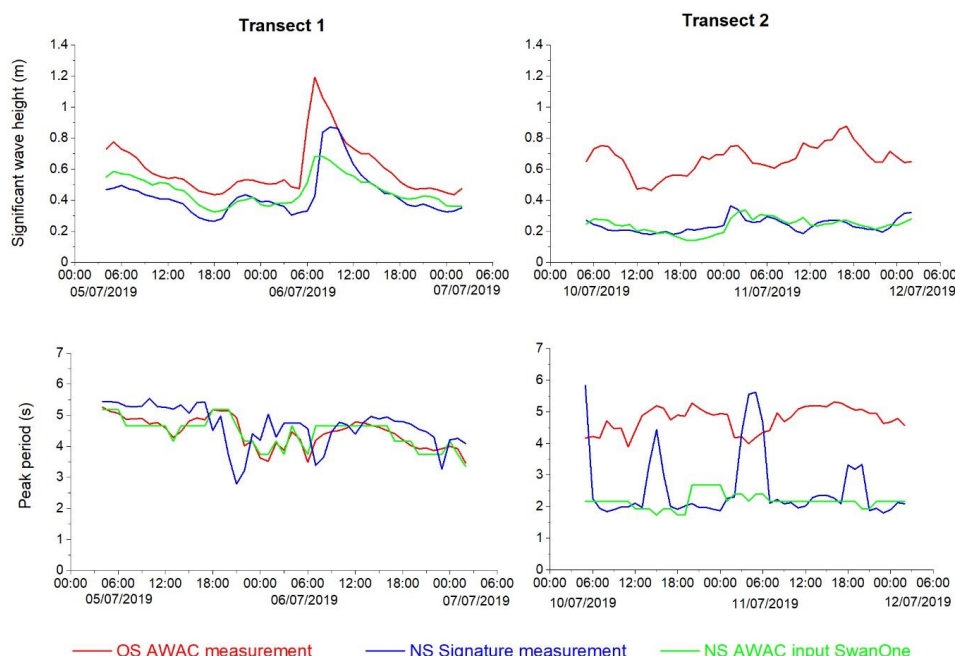 Transect 1
Transect 2
Significant wave height (m)
1.4
1.2
1
0.8
0.6
0.4
0.2
0
00:00 06:00 12:00 18:00 00:00 06:00 12:00 18:00 00:00 06:00
05/07/2019 06/07/2019 07/07/2019
1.4
1.2
1
0.8
0.6
0.4
0.2
0
00:00 06:00 12:00 18:00 00:00 06:00 12:00 18:00 00:00 06:00
10/07/2019 11/07/2019 12/07/2019
Peak period (s)
7
6
5
4
3
2
1
0
00:00 06:00 12:00 18:00 00:00 06:00 12:00 18:00 00:00 06:00
05/07/2019 06/07/2019 07/07/2019
7
6
5
4
3
2
1
0
00:00 06:00 12:00 18:00 00:00 06:00 12:00 18:00 00:00 06:00
10/07/2019 11/07/2019 12/07/2019
OS AWAC measurement NS Signature measurement NS AWAC input SwanOne